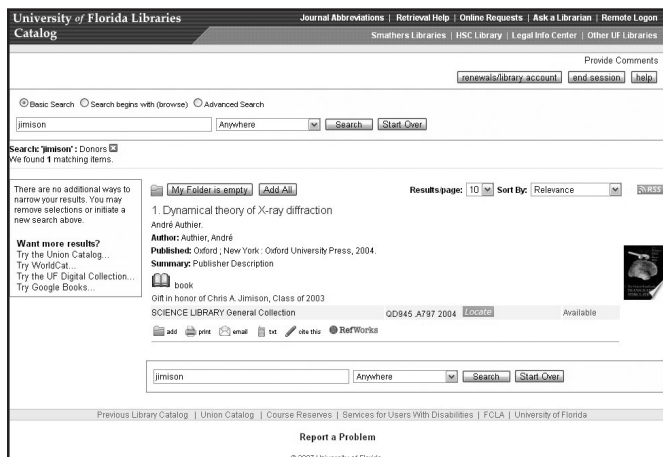 University of Florida Libraries
Catalog
Journal Abbreviations | Retrieval Help | Online Requests | Ask a Librarian | Remote Logon
Smathers Libraries | HSC Library | Legal Info Center | Other UF Libraries
Provide Comments
renewals/library account end session help
Basic Search Search begins with (browse) Advanced Search
jimison Anywhere Search Start Over
Search: 'jimison' : Donors
We found 1 matching items.
There are no additional ways to
narrow your results. You may
remove selections or initiate a
new search above.
Want more results?
Try the Union Catalog...
Try WorldCat...
Try the UF Digital Collection...
Try Google Books...
My Folder is empty Add All Results/page: 10 Sort By: Relevance RSS
1. Dynamical theory of X-ray diffraction
André Authier.
Author: Authier, André
Published: Oxford ; New York : Oxford University Press, 2004.
Summary: Publisher Description
book
Gift in honor of Chris A. Jimison, Class of 2003
SCIENCE LIBRARY General Collection QD945 .A797 2004 Locate Available
add print email txt cite this RefWorks
jimison Anywhere Search Start Over
Previous Library Catalog | Union Catalog | Course Reserves | Services for Users With Disabilities | FCLA | University of Florida
Report a Problem